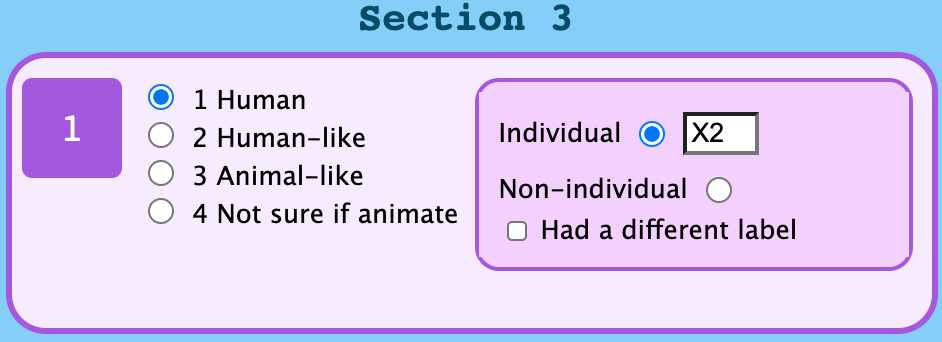 Section 3
1
1 Human
2 Human-like
3 Animal-like
4 Not sure if animate
Individual X2
Non-individual
Had a different label